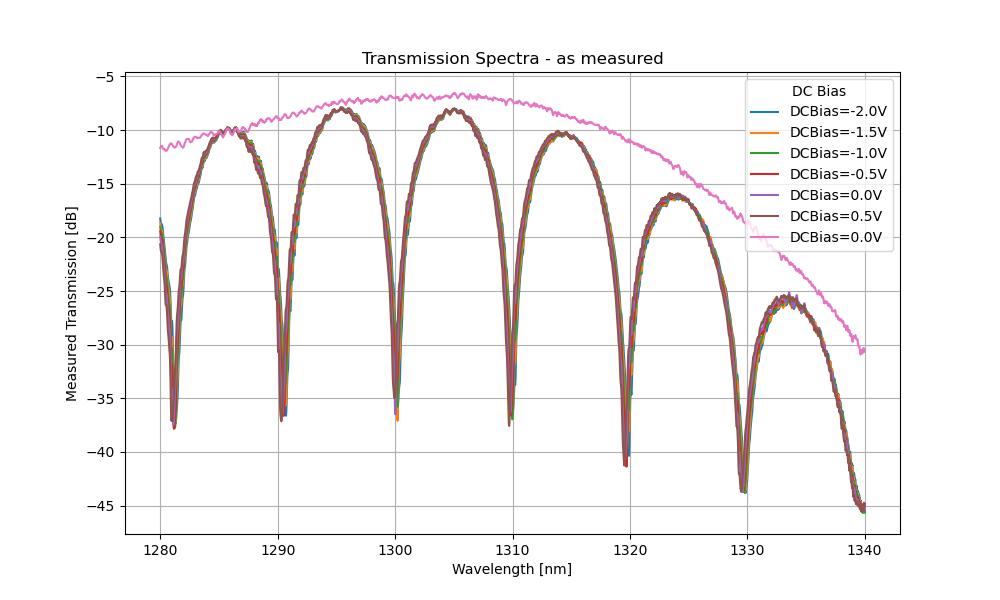 Transmission Spectra - as measured
Measured Transmission [dB]
−5
−10
−15
−20
−25
−30
−35
−40
−45
DC Bias
DCBias=-2.0V
DCBias=-1.5V
DCBias=-1.0V
DCBias=-0.5V
DCBias=0.0V
DCBias=0.5V
DCBias=0.0V
1280 1290 1300 1310 1320 1330 1340
Wavelength [nm]